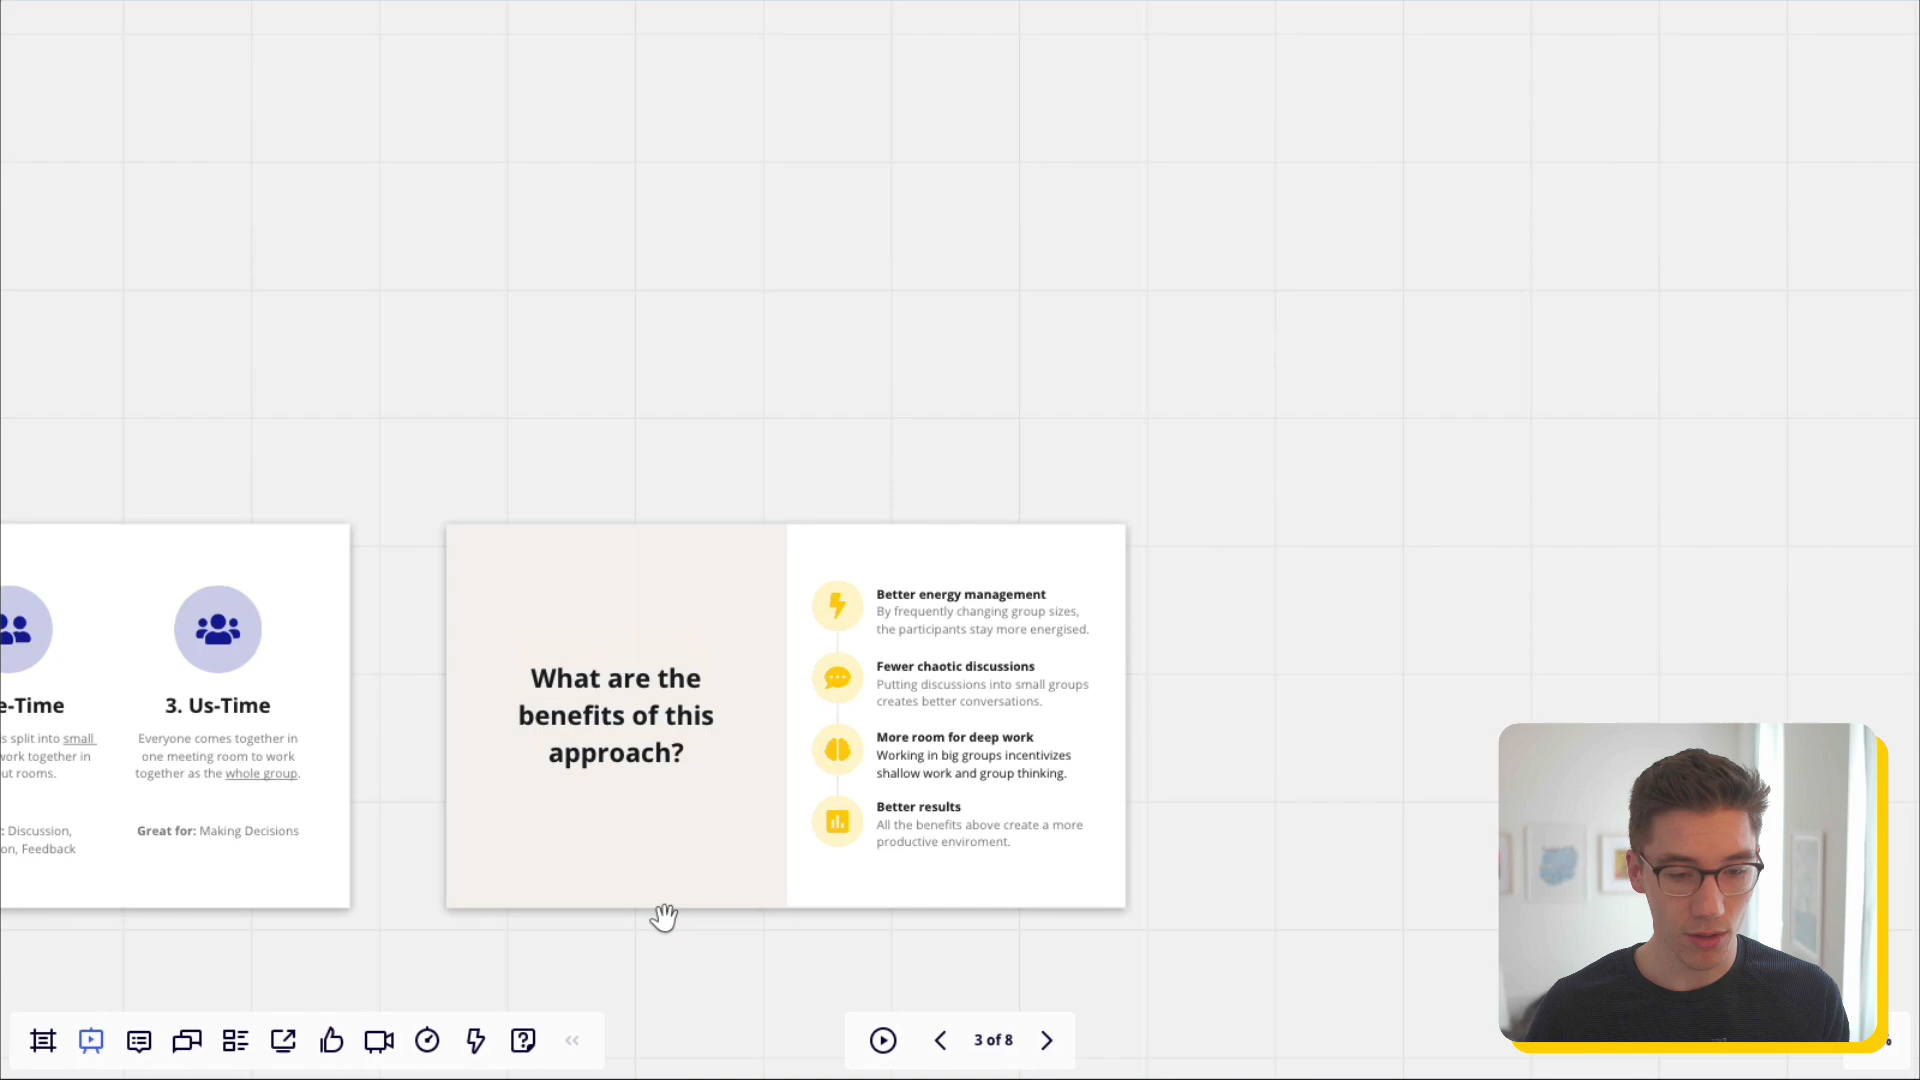 e-Time
s split into small
work together in
ut rooms.
: Discussion,
on, Feedback
3. Us-Time
Everyone comes together in
one meeting room to work
together as the whole group.
Great for: Making Decisions
What are the
benefits of this
approach?
Better energy management
By frequently changing group sizes,
the participants stay more energised.
Fewer chaotic discussions
Putting discussions into small groups
creates better conversations.
More room for deep work
Working in big groups incentivizes
shallow work and group thinking.
Better results
All the benefits above create a more
productive enviroment.
3 of 8